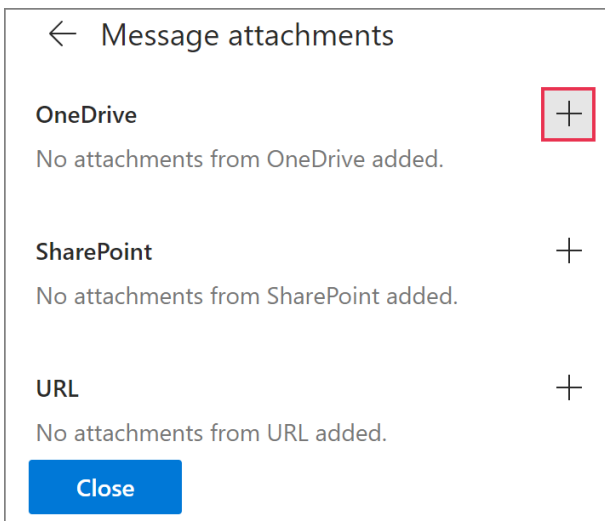 Message attachments
OneDrive
No attachments from OneDrive added.
SharePoint
No attachments from SharePoint added.
URL
No attachments from URL added.
Close